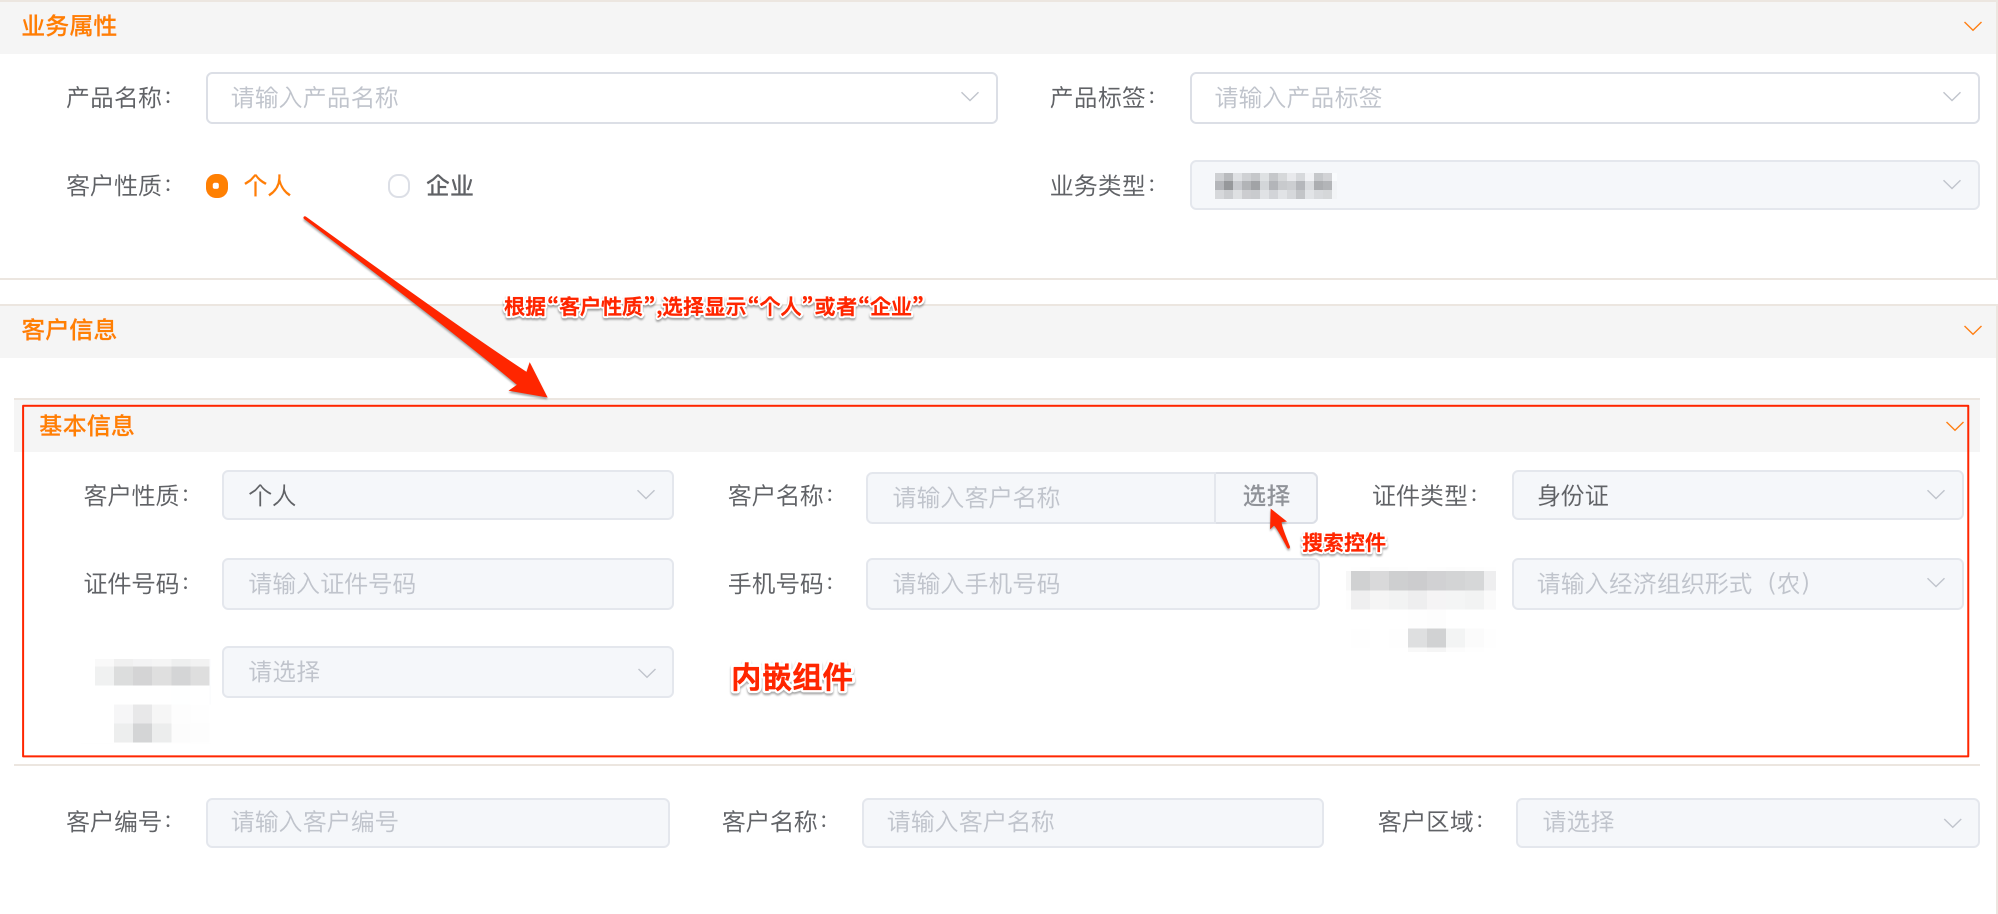 业务属性
产品名称： 请输入产品名称 产品标签： 请输入产品标签
客户性质： 个人 企业 业务类型：
根据“客户性质”,选择显示“个人”或者“企业”
客户信息
基本信息
客户性质： 个人 客户名称： 请输入客户名称 选择 证件类型： 身份证
搜索控件
证件号码： 请输入证件号码 手机号码： 请输入手机号码 请输入经济组织形式（农）
请选择 内嵌组件
客户编号： 请输入客户编号 客户名称： 请输入客户名称 客户区域： 请选择